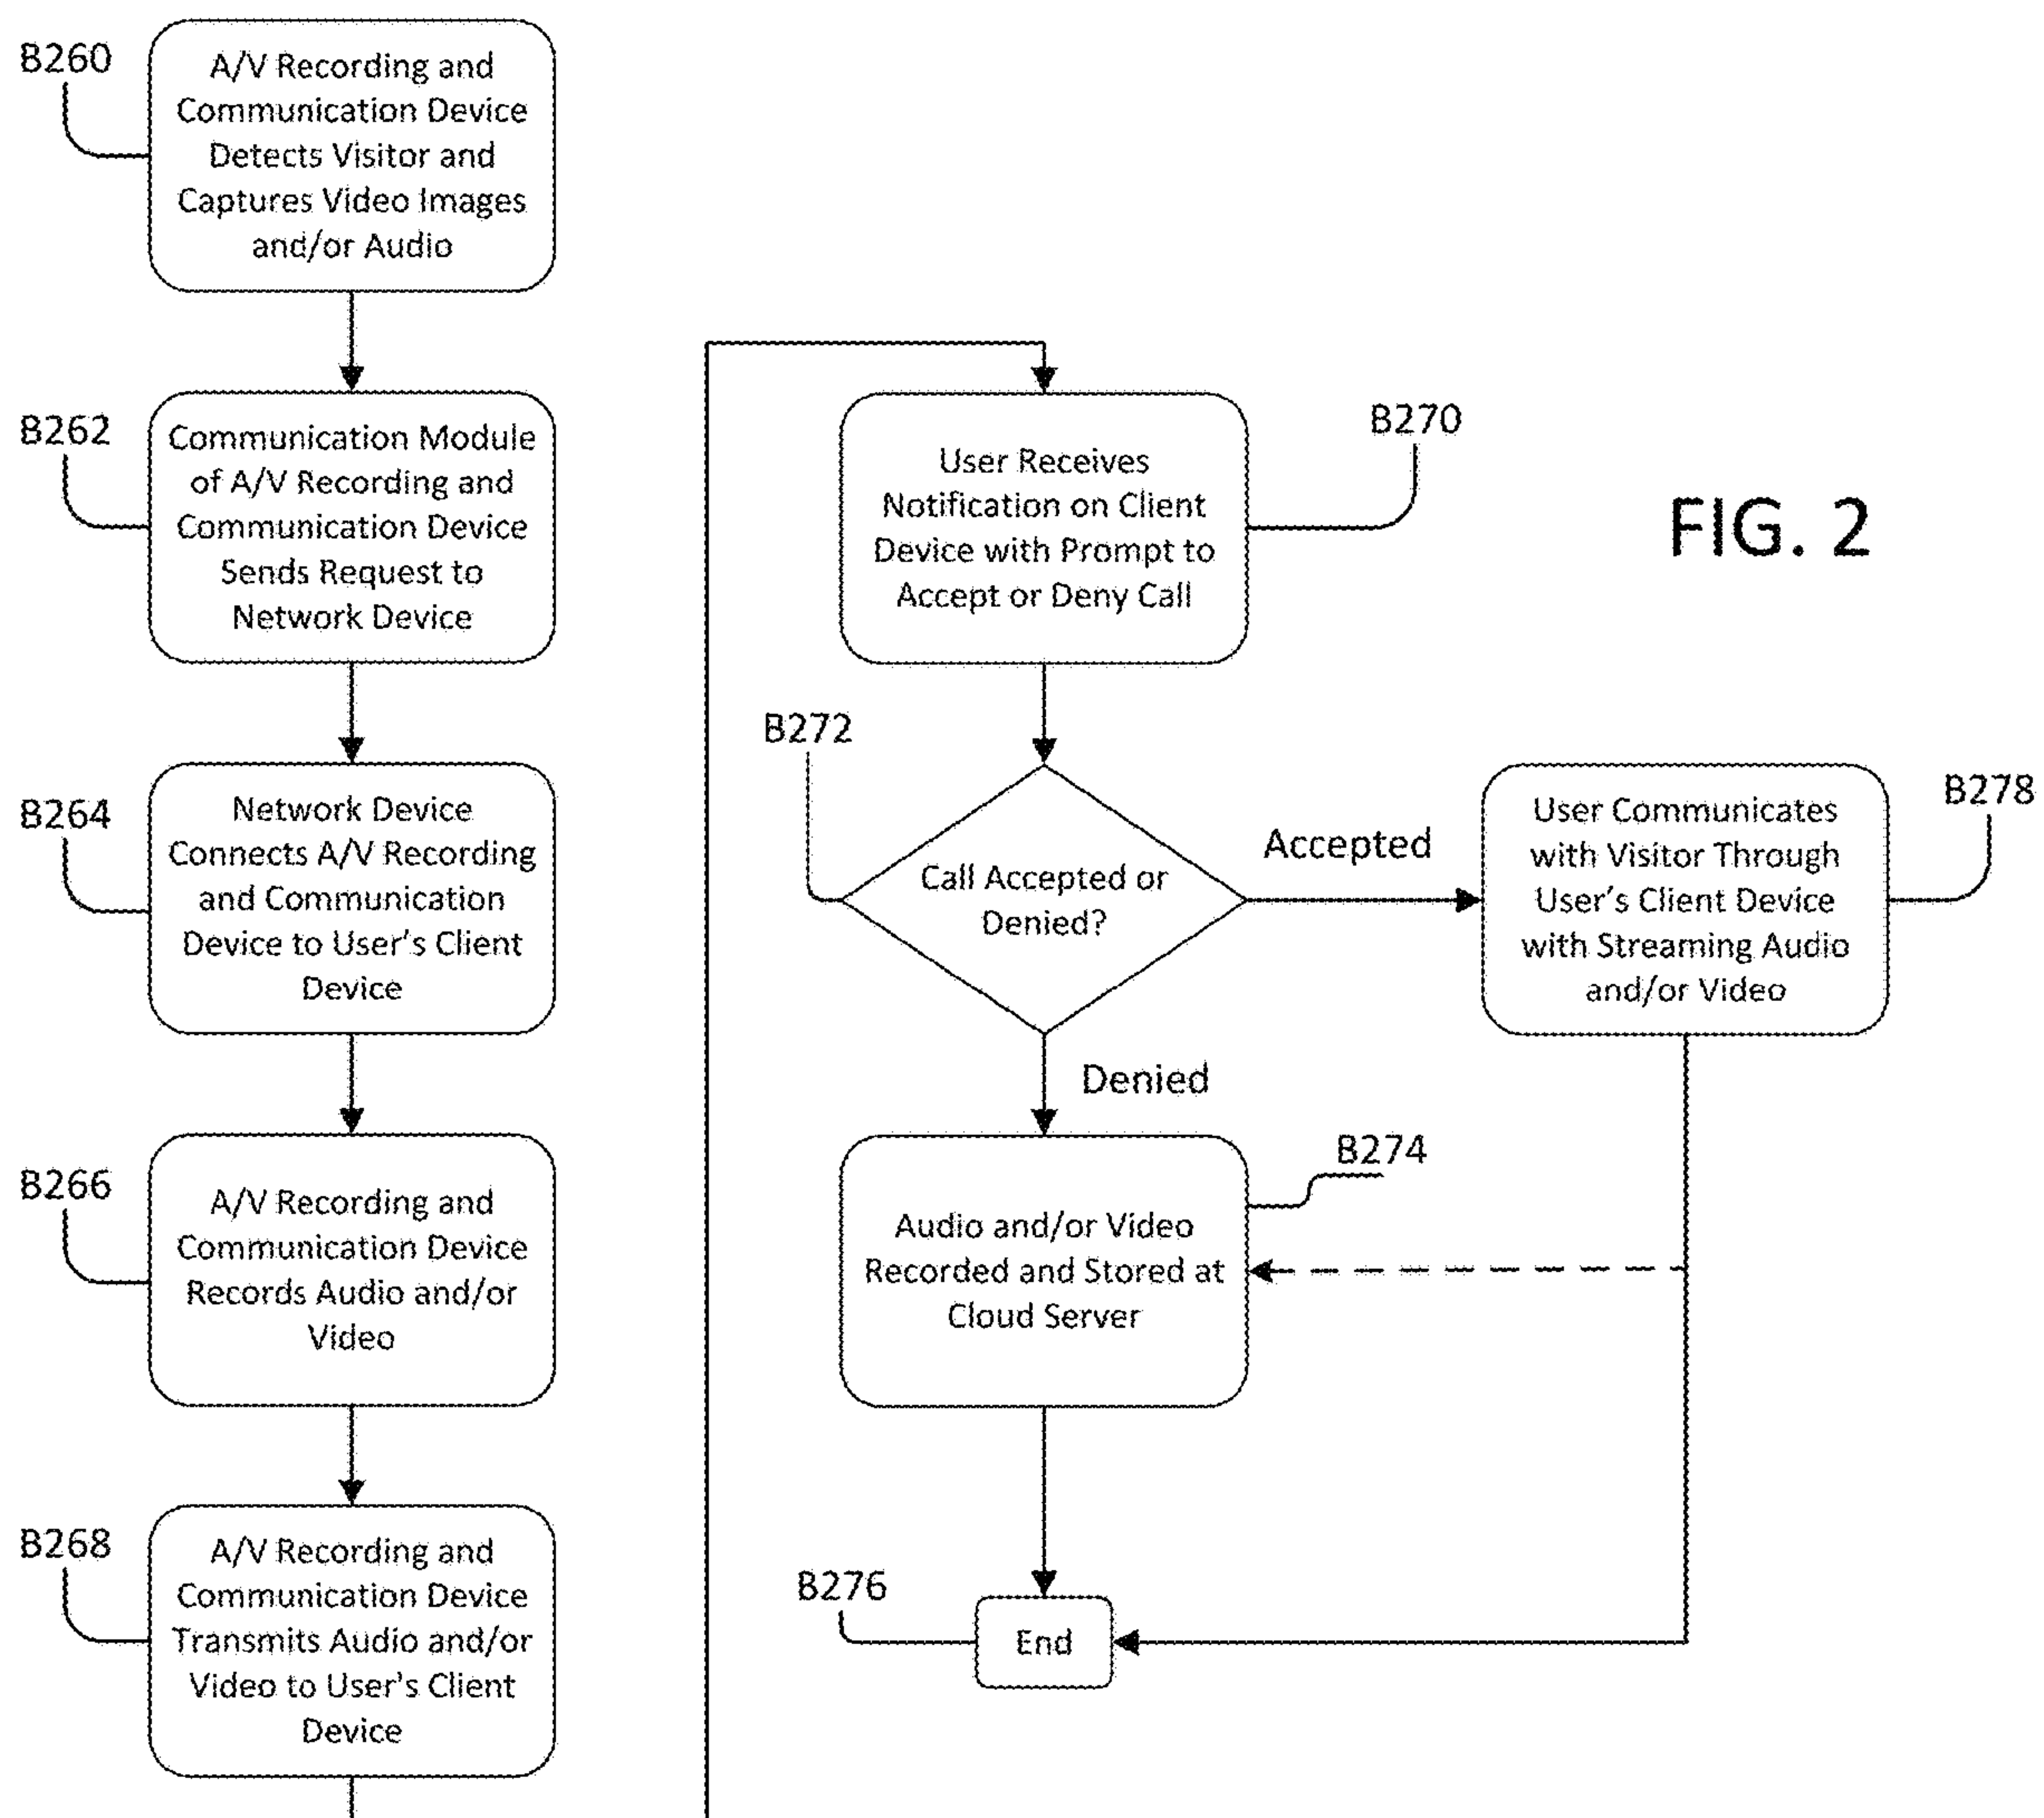 B260
A/V Recording and
Communication Device
Detects Visitor and
Captures Video Images
and/or Audio
B262
Communication Module
of A/V Recording and
Communication Device
Sends Request to
Network Device
B264
Network Device
Connects A/V Recording
and Communication
Device to User's Client
Device
B266
A/V Recording and
Communication Device
Records Audio and/or
Video
B268
A/V Recording and
Communication Device
Transmits Audio and/or
Video to User's Client
Device
B270
User Receives
Notification on Client
Device with Prompt to
Accept or Deny Call
FIG. 2
B272
Call Accepted or
Denied?
Accepted
B278
User Communicates
with Visitor Through
User's Client Device
with Streaming Audio
and/or Video
Denied
B274
Audio and/or Video
Recorded and Stored at
Cloud Server
B276
End